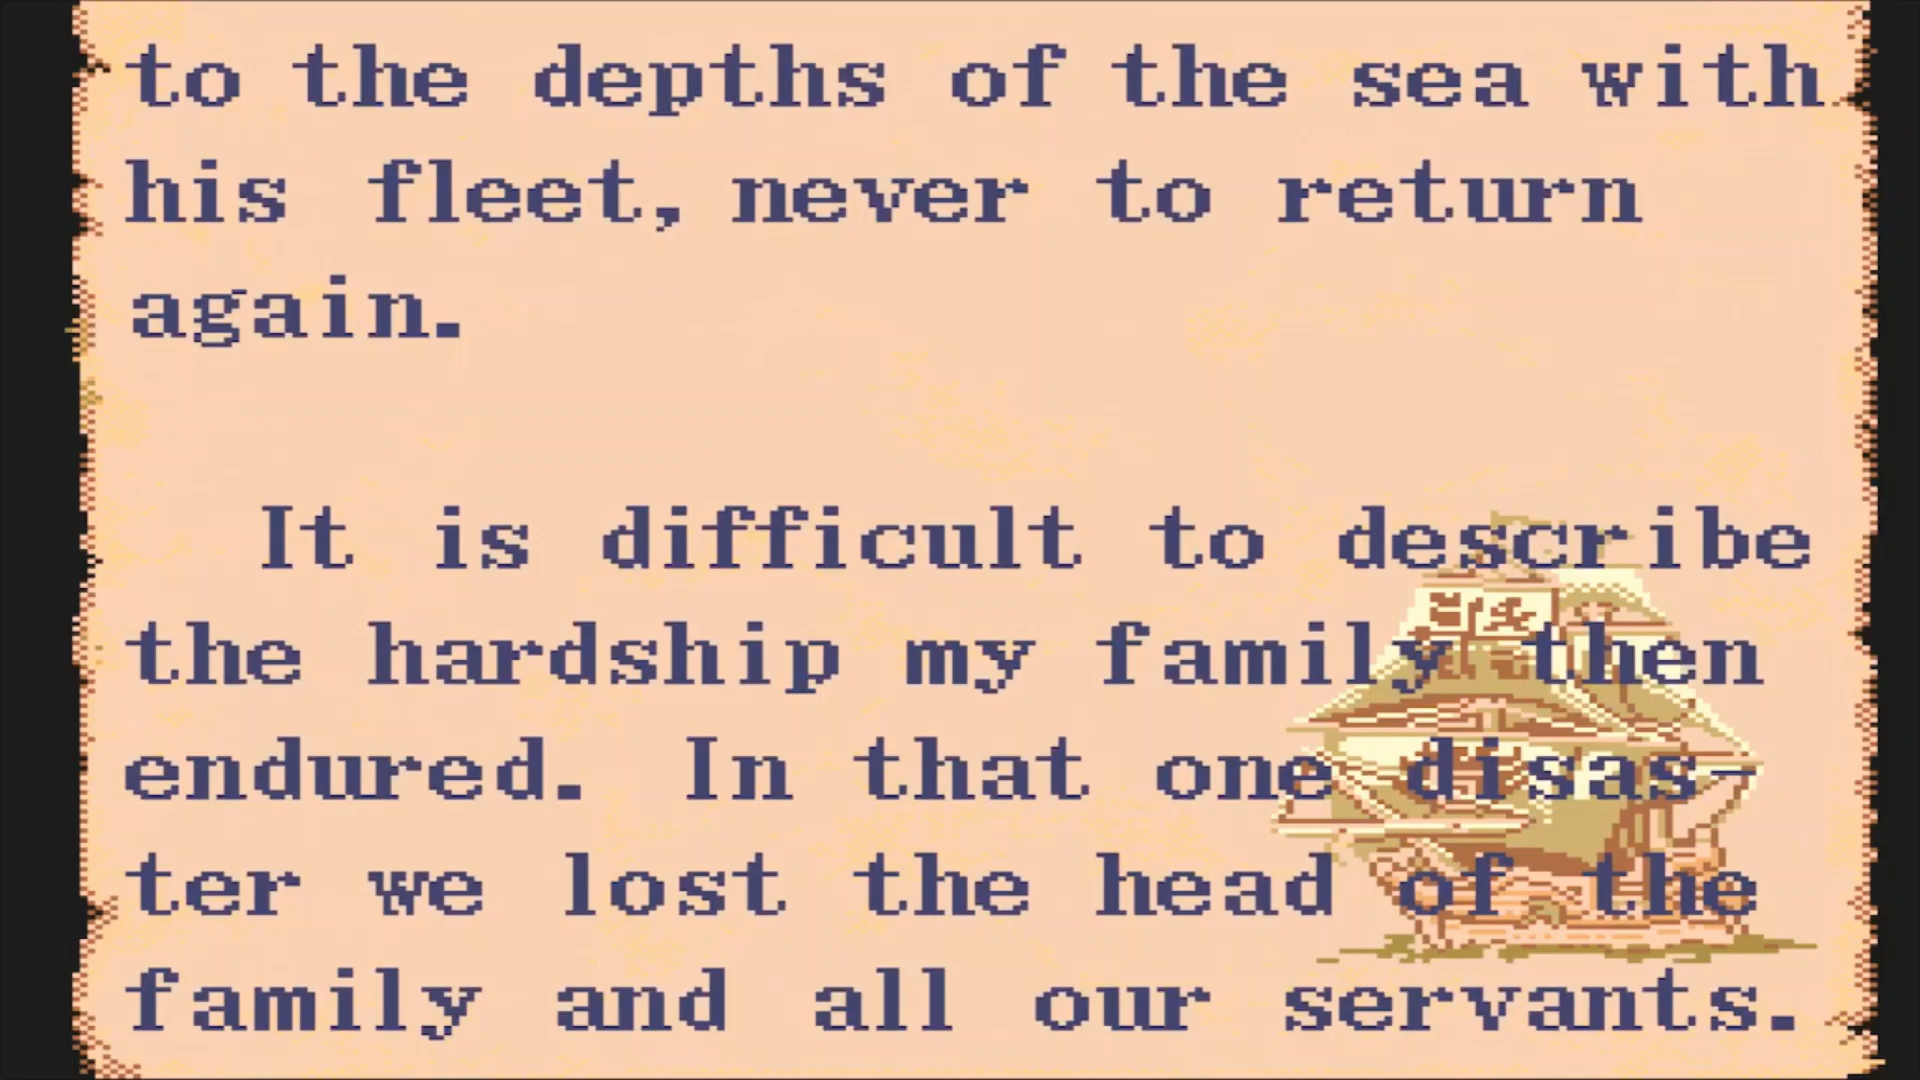 to the depths of the sea with
his fleet, never to return
again.
It is difficult to describe
the hardship my family then
endured. In that one disas-
ter we lost the head of the
family and all our servants.